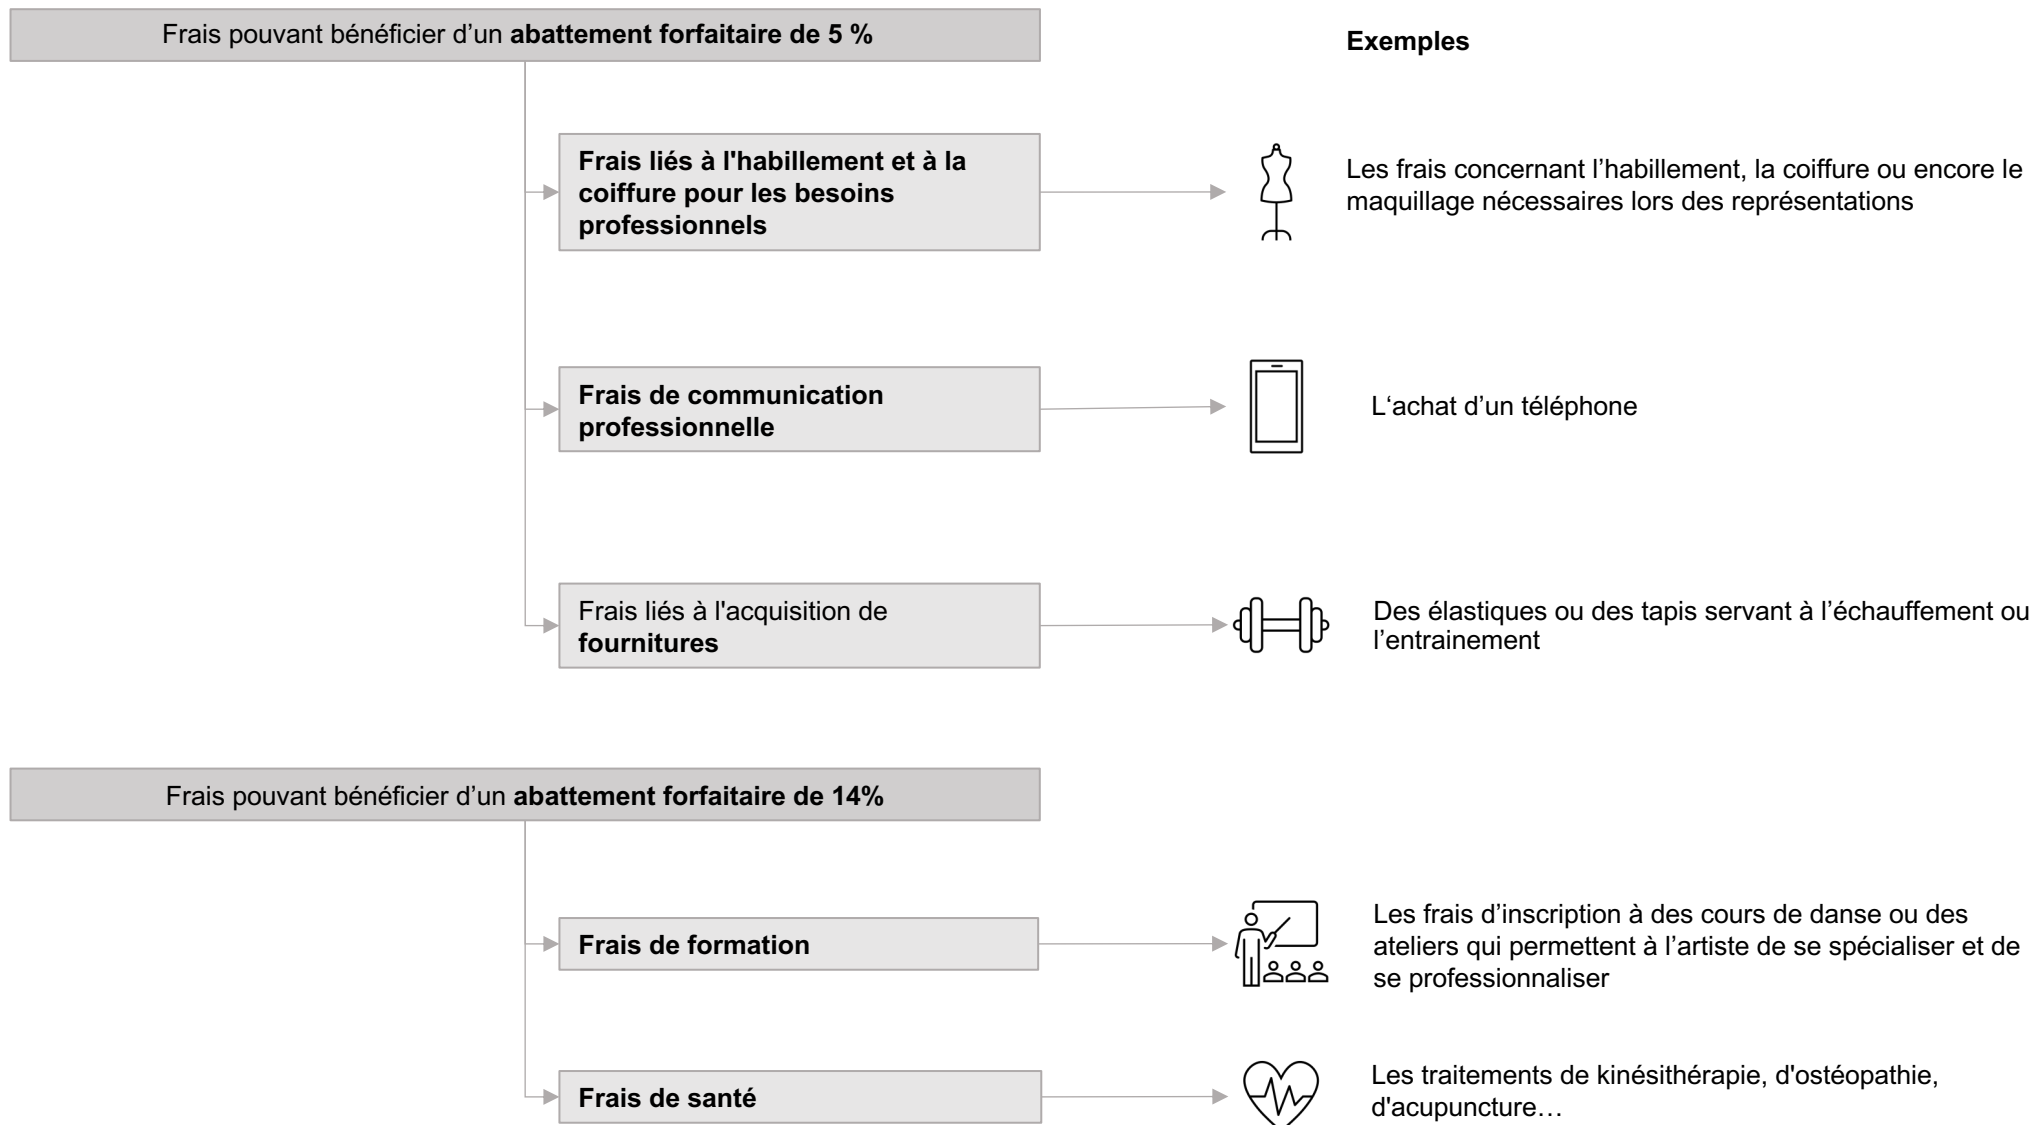 Frais pouvant bénéficier d’un abattement forfaitaire de 5 %
Exemples
Frais liés à l'habillement et à la
coiffure pour les besoins
professionnels
Les frais concernant l’habillement, la coiffure ou encore le
maquillage nécessaires lors des représentations
Frais de communication
professionnelle
L‘achat d’un téléphone
Frais liés à l'acquisition de
fournitures
Des élastiques ou des tapis servant à l’échauffement ou
l’entrainement
Frais pouvant bénéficier d’un abattement forfaitaire de 14%
Frais de formation
Les frais d’inscription à des cours de danse ou des
ateliers qui permettent à l’artiste de se spécialiser et de
se professionnaliser
Frais de santé
Les traitements de kinésithérapie, d'ostéopathie,
d'acupuncture…